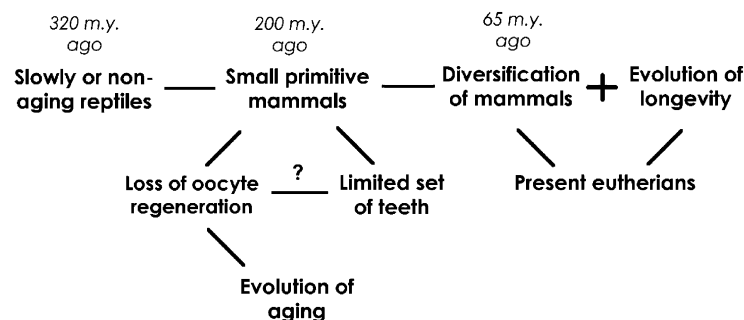 320 m.y.
ago
200 m.y.
ago
65 m.y.
ago
Slowly or non-
aging reptiles
Small primitive
mammals
Diversification
of mammals
+
Evolution of
longevity
Loss of oocyte
regeneration
?
Limited set
of teeth
Present eutherians
Evolution of
aging